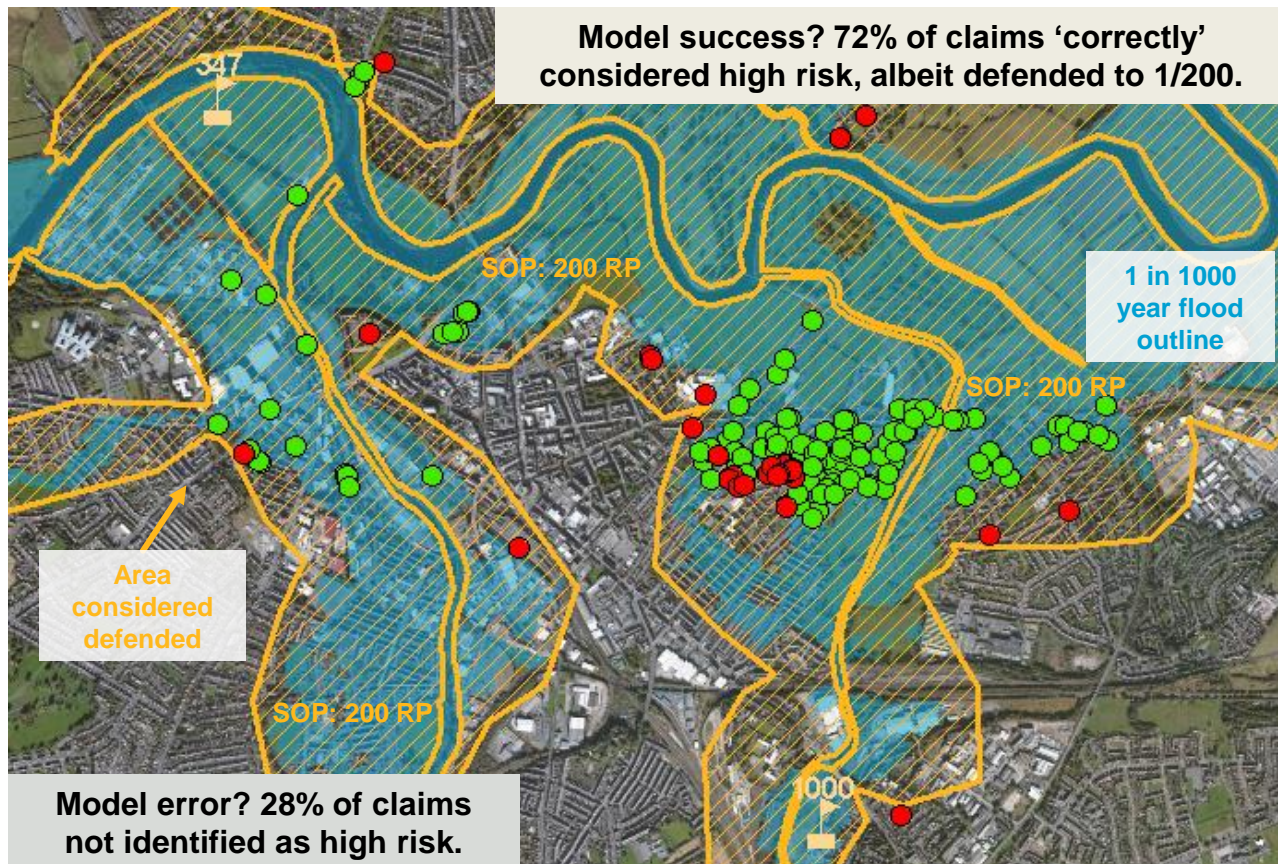 Model success? 72% of claims ‘correctly’
considered high risk, albeit defended to 1/200.
347
SOP: 200 RP
1 in 1000
year flood
outline
SOP: 200 RP
Area
considered
defended
SOP: 200 RP
1000
Model error? 28% of claims
not identified as high risk.